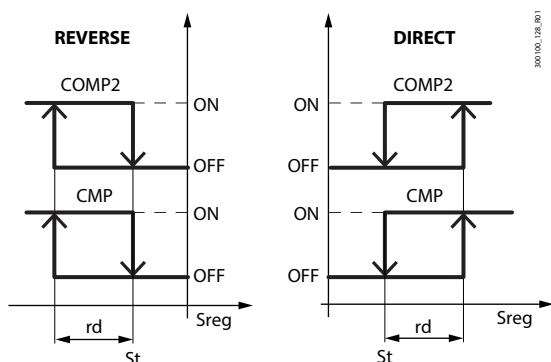 REVERSE
COMP2
ON
OFF
CMP
ON
OFF
Sreg
rd
St
DIRECT
COMP2
ON
OFF
CMP
ON
OFF
Sreg
rd
St
300100_128_R01